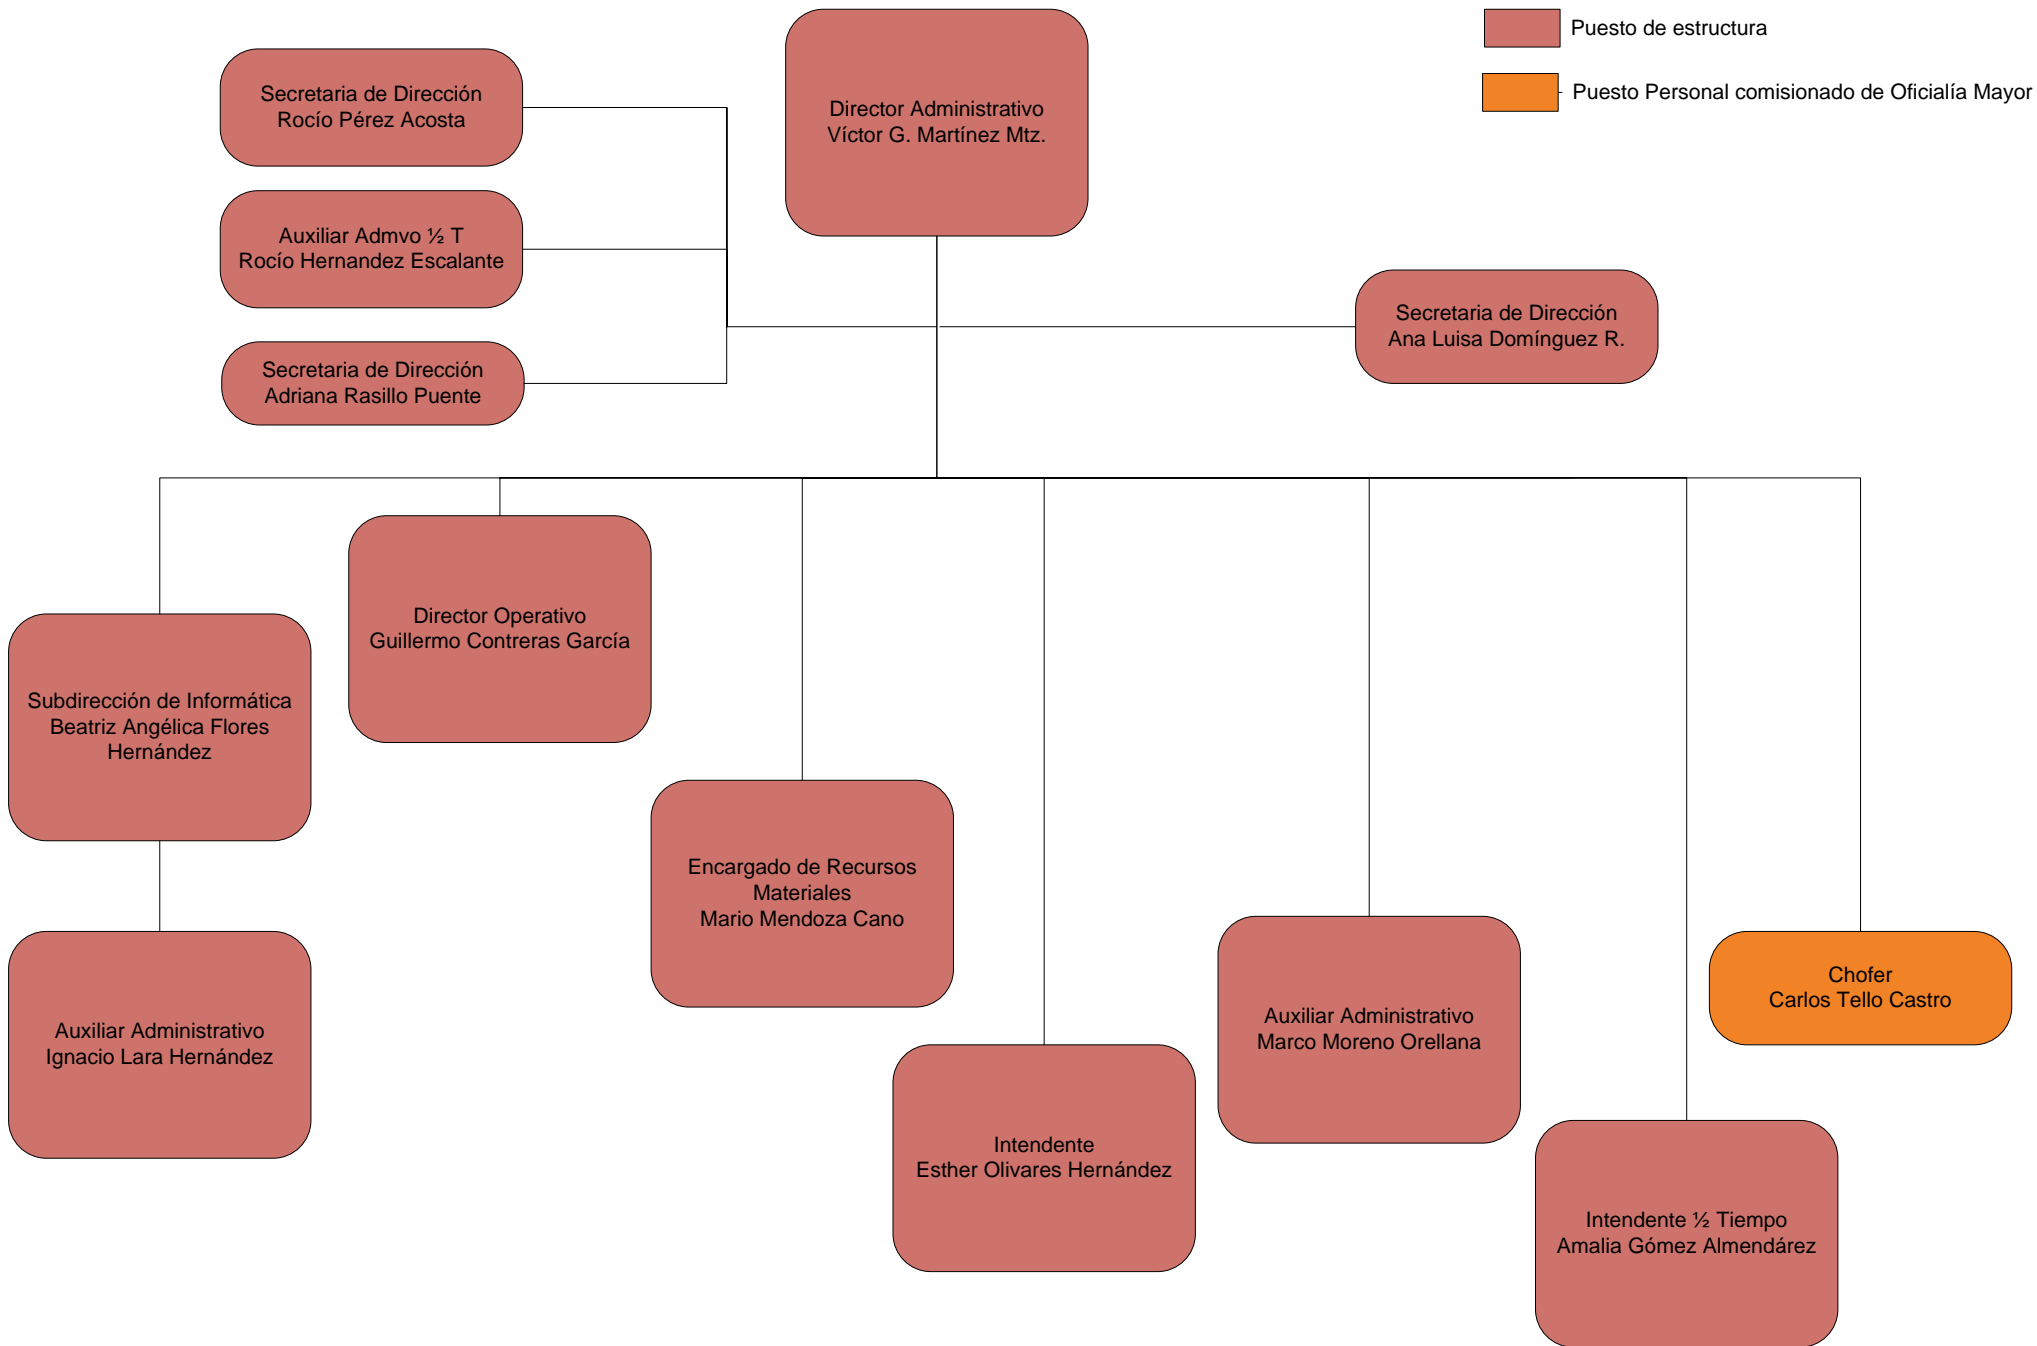 Puesto de estructura
Puesto Personal comisionado de Oficialía Mayor
Director Administrativo
Víctor G. Martínez Mtz.
Secretaria de Dirección
Rocío Pérez Acosta
Auxiliar Admvo ½ T
Rocío Hernandez Escalante
Secretaria de Dirección
Adriana Rasillo Puente
Secretaria de Dirección
Ana Luisa Domínguez R.
Subdirección de Informática
Beatriz Angélica Flores
Hernández
Director Operativo
Guillermo Contreras García
Encargado de Recursos
Materiales
Mario Mendoza Cano
Intendente
Esther Olivares Hernández
Auxiliar Administrativo
Marco Moreno Orellana
Intendente ½ Tiempo
Amalia Gómez Almendárez
Chofer
Carlos Tello Castro
Auxiliar Administrativo
Ignacio Lara Hernández